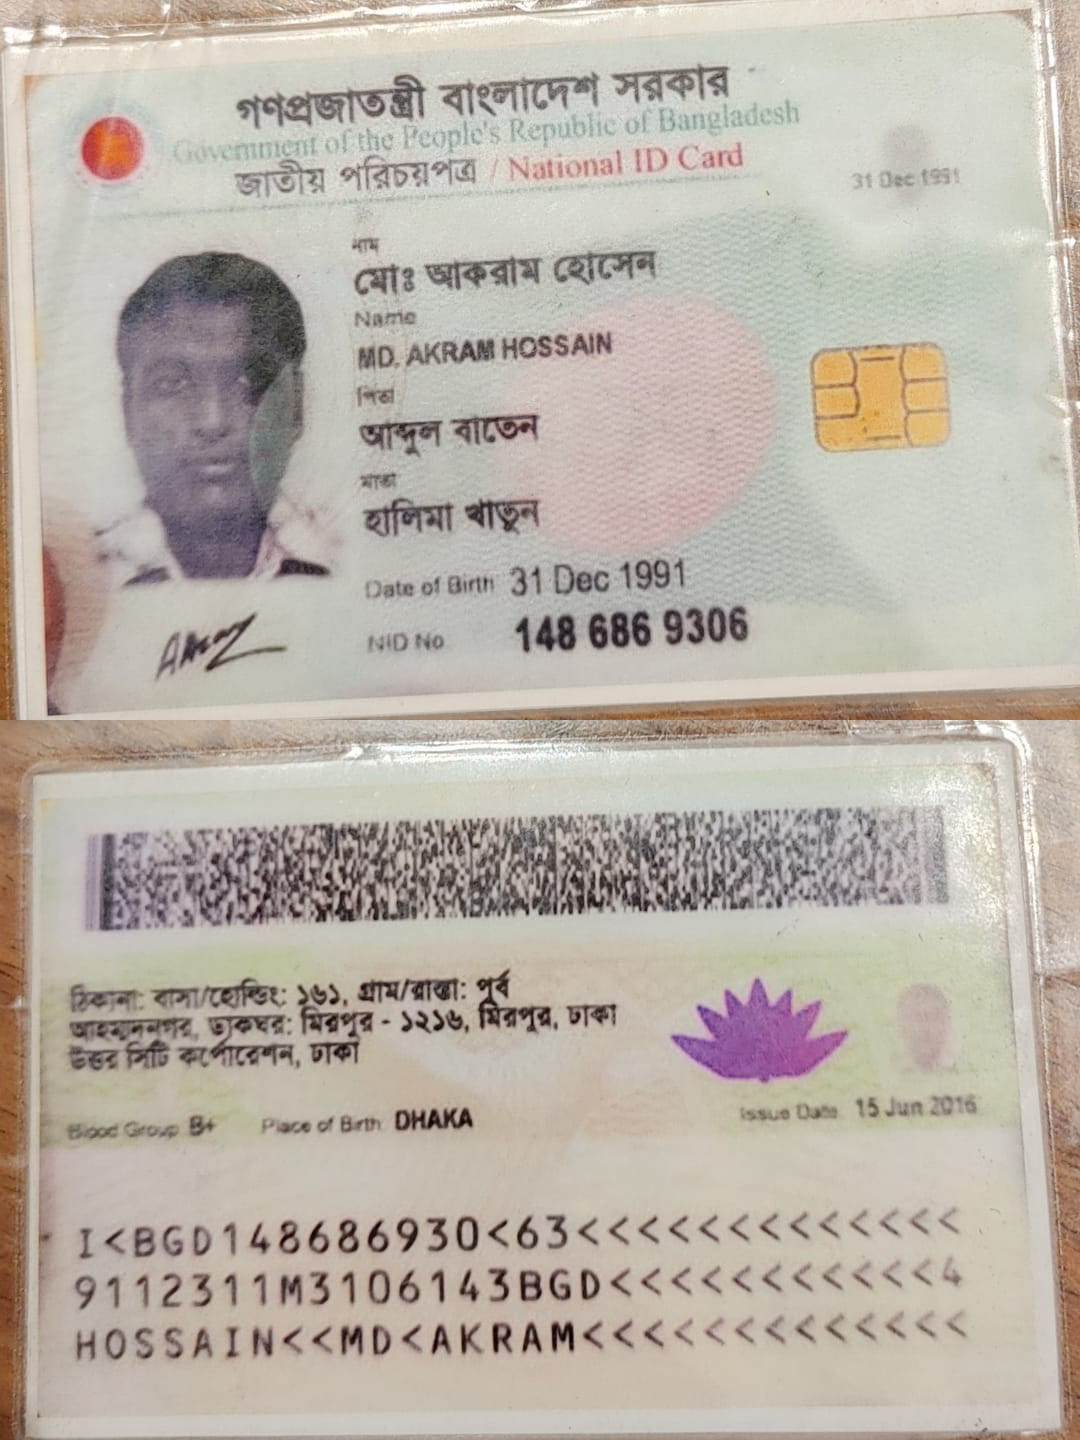 গণপ্রজাতন্ত্রী বাংলাদেশ সরকার
Government of the People's Republic of Bangladesh
জাতীয় পরিচয়পত্র / National ID Card
31 Dec 1991
নাম
মোঃ আকরাম হোসেন
Name
MD. AKRAM HOSSAIN
পিতা
আব্দুল বাতেন
মাতা
হালিমা খাতুন
Date of Birth 31 Dec 1991
NID No 148 686 9306
ঠিকানা: বাসা/হোল্ডিং: ১৬১, গ্রাম/রাস্তা: পূর্ব
আহম্মদনগর, ডাকঘর: মিরপুর - ১২১৬, মিরপুর, ঢাকা
উত্তর সিটি কর্পোরেশন, ঢাকা
Blood Group B+ Place of Birth DHAKA Issue Date 15 Jun 2016
I<BGD148686930<63<<<<<<<<<<<<<
9112311M3106143BGD<<<<<<<<<<<4
HOSSAIN<<MD<AKRAM<<<<<<<<<<<<<